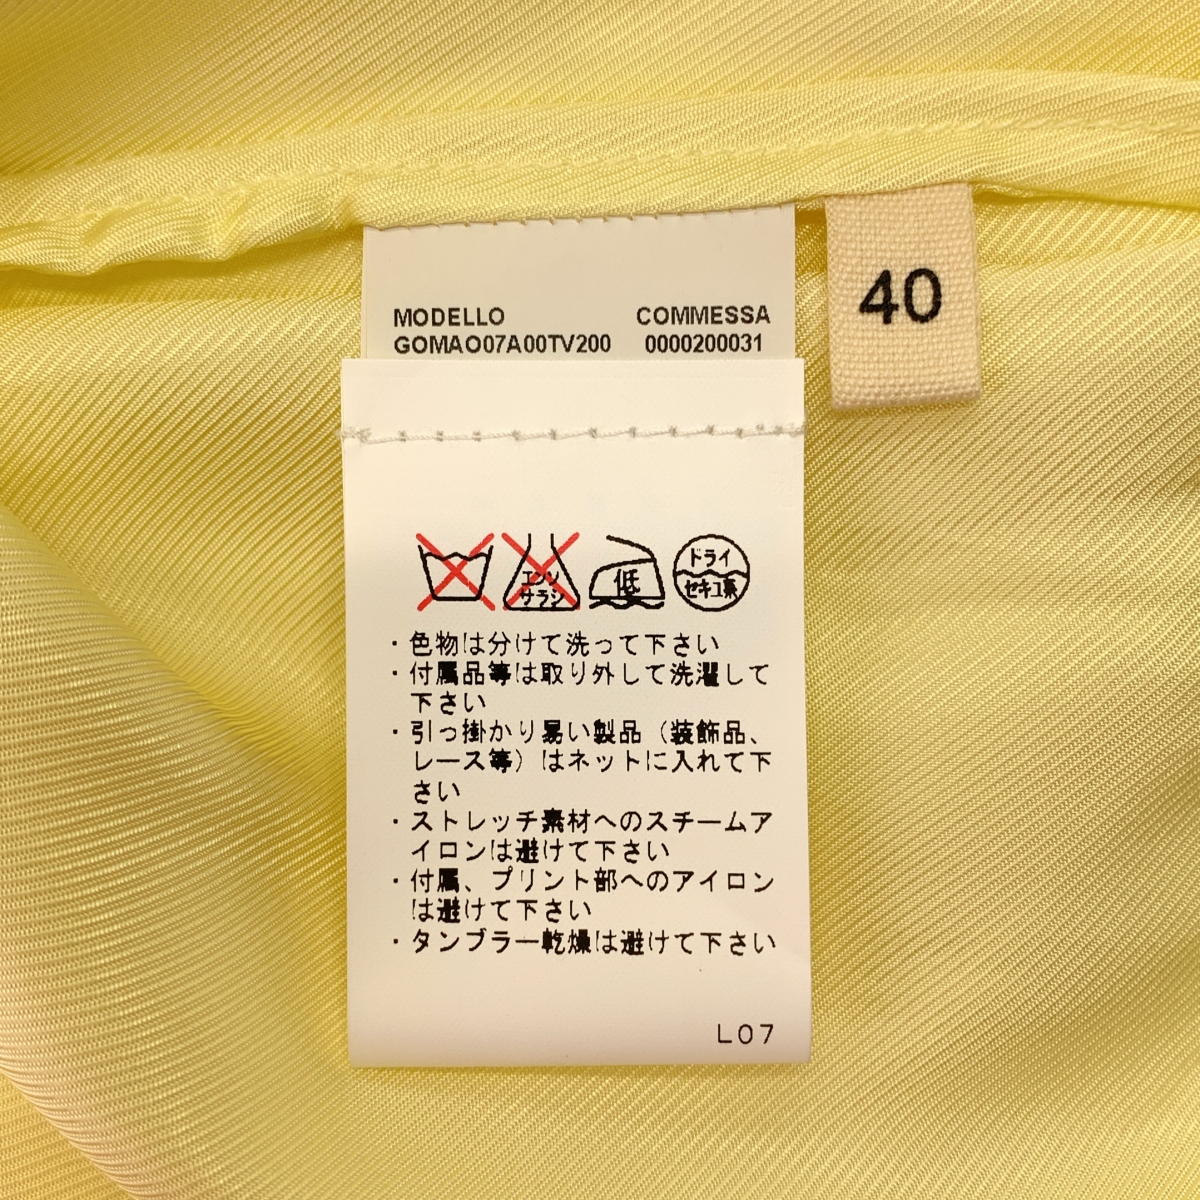 MODELLO COMMESSA
GOMAO07A00TV200 0000200031
40
エンソ
サラシ
低
ドライ
セキユ系
・色物は分けて洗って下さい
・付属品等は取り外して洗濯して
下さい
・引っ掛かり易い製品（装飾品、
レース等）はネットに入れて下
さい
・ストレッチ素材へのスチームア
イロンは避けて下さい
・付属、プリント部へのアイロン
は避けて下さい
・タンブラー乾燥は避けて下さい
L07